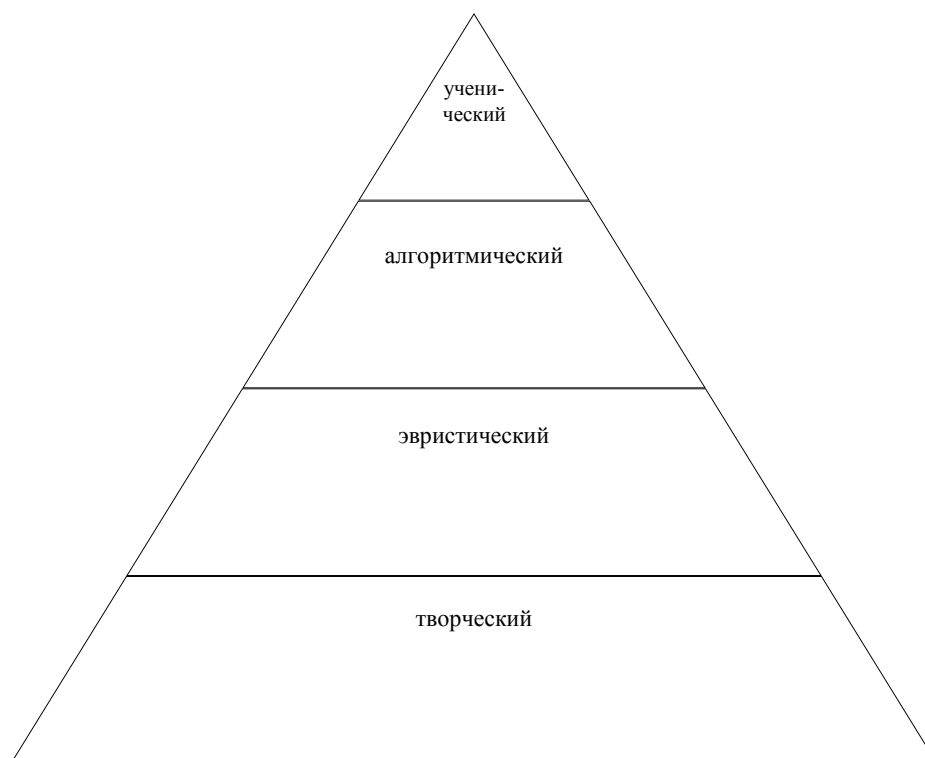 учени-
ческий
алгоритмический
эвристический
творческий